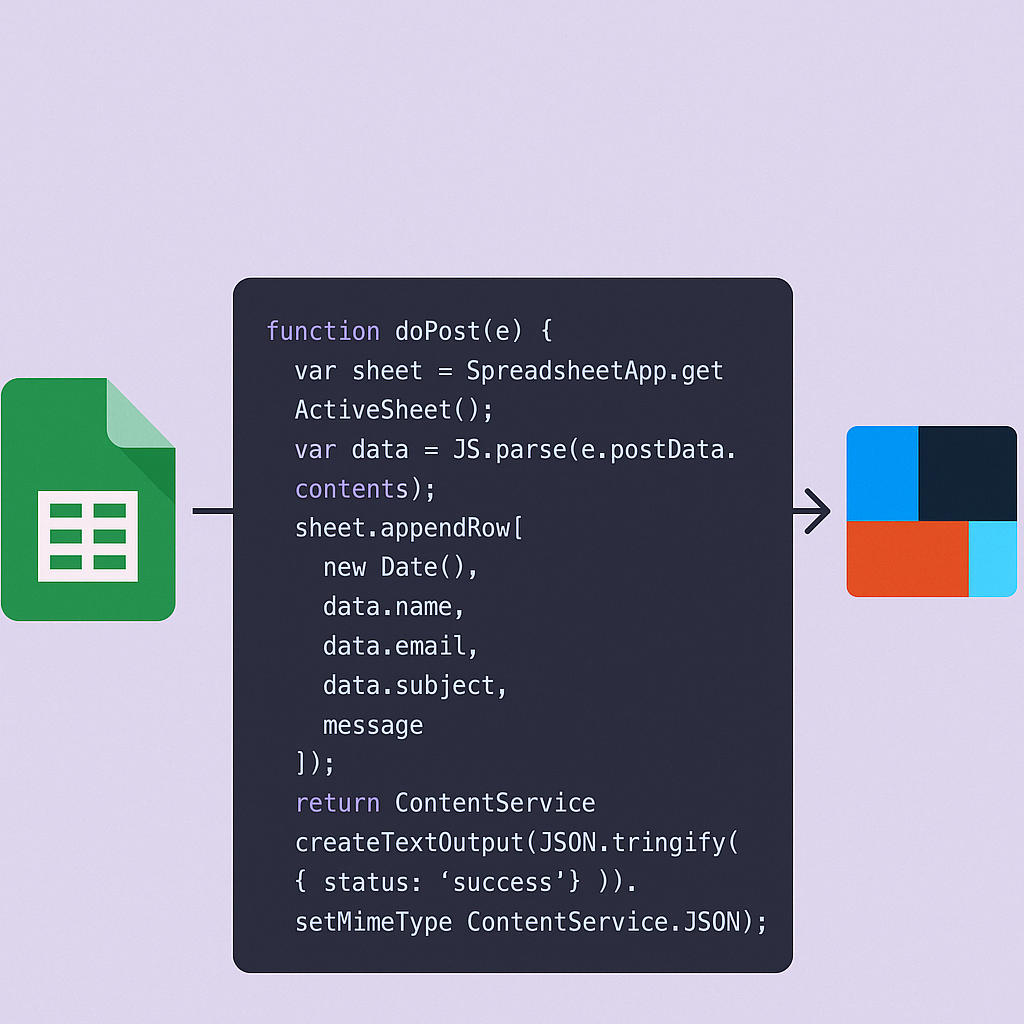 function doPost(e) {
var sheet = SpreadsheetApp.get
ActiveSheet();
var data = JS.parse(e.postData.
contents);
sheet.appendRow[
new Date(),
data.name,
data.email,
data.subject,
message
]);
return ContentService
createTextOutput(JSON.tringify(
{ status: ‘success’} )).
setMimeType ContentService.JSON);